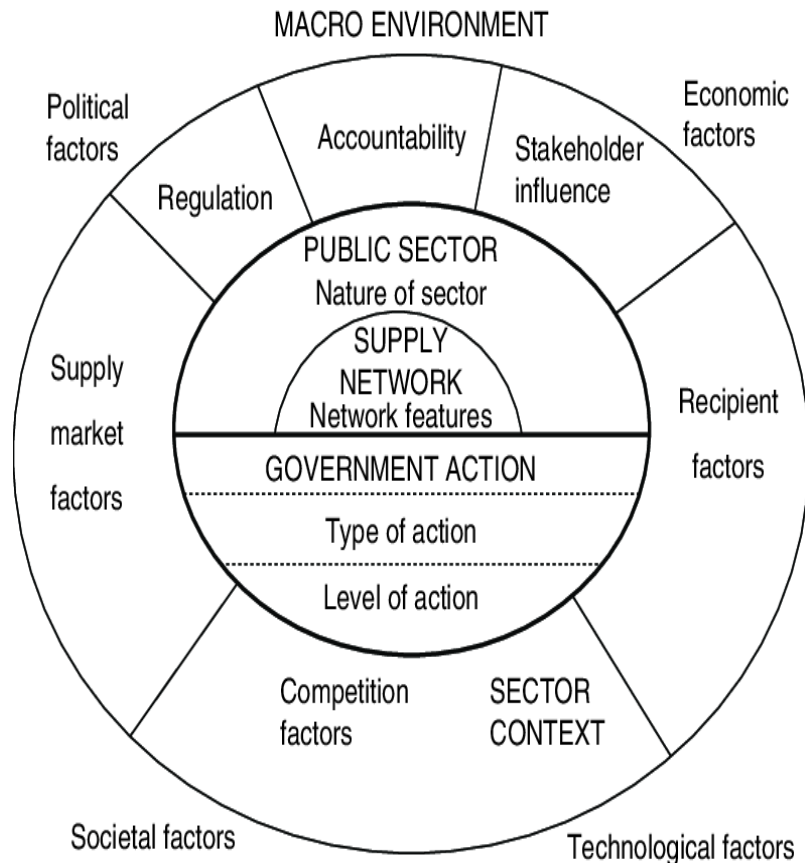 MACRO ENVIRONMENT
Political
factors
Economic
factors
Regulation
Accountability
Stakeholder
influence
PUBLIC SECTOR
Nature of sector
SUPPLY
NETWORK
Network features
Supply
market
factors
Recipient
factors
GOVERNMENT ACTION
Type of action
Level of action
Competition
factors
SECTOR
CONTEXT
Societal factors
Technological factors